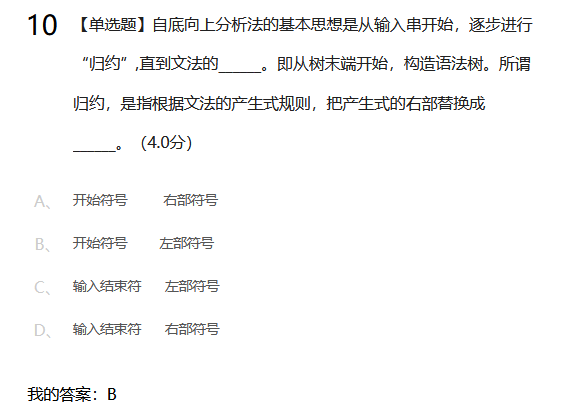 10 【单选题】自底向上分析法的基本思想是从输入串开始，逐步进行
“归约”,直到文法的______。即从树末端开始，构造语法树。所谓
归约，是指根据文法的产生式规则，把产生式的右部替换成
______。（4.0分）
A、 开始符号 右部符号
B、 开始符号 左部符号
C、 输入结束符 左部符号
D、 输入结束符 右部符号
我的答案：B